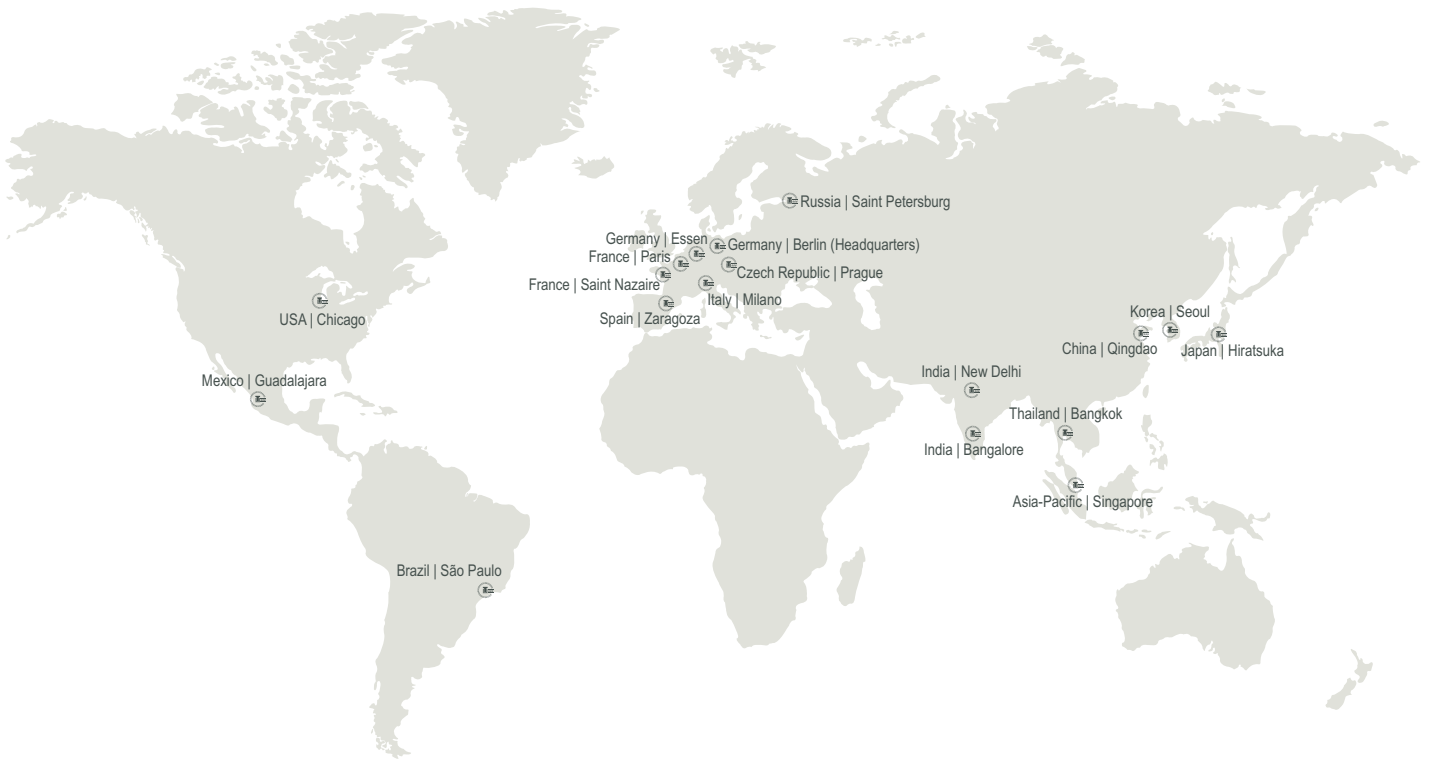 Russia | Saint Petersburg
Germany | Essen
Germany | Berlin (Headquarters)
France | Paris
Czech Republic | Prague
France | Saint Nazaire
Italy | Milano
USA | Chicago
Spain | Zaragoza
Korea | Seoul
China | Qingdao
Japan | Hiratsuka
Mexico | Guadalajara
India | New Delhi
Thailand | Bangkok
India | Bangalore
Asia-Pacific | Singapore
Brazil | São Paulo